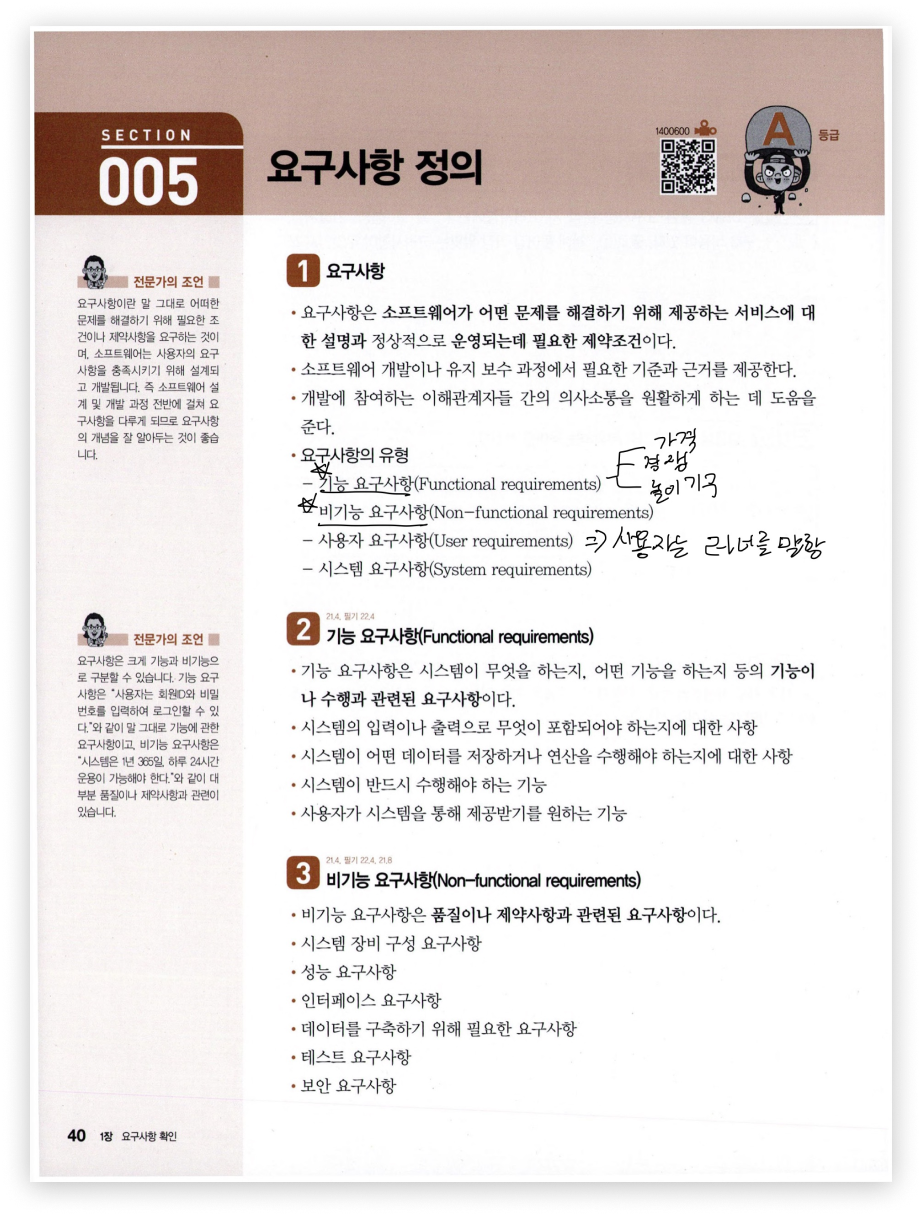 SECTION
005
요구사항 정의
1400600
A
등급
전문가의 조언
요구사항이란 말 그대로 어떠한
문제를 해결하기 위해 필요한 조
건이나 제약사항을 요구하는 것이
며, 소프트웨어는 사용자의 요구
사항을 충족시키기 위해 설계되
고 개발됩니다. 즉 소프트웨어 설
계 및 개발 과정 전반에 걸쳐 요
구사항을 다루게 되므로 요구사항
의 개념을 잘 알아두는 것이 좋습
니다.
1 요구사항
• 요구사항은 소프트웨어가 어떤 문제를 해결하기 위해 제공하는 서비스에 대
한 설명과 정상적으로 운영되는데 필요한 제약조건이다.
• 소프트웨어 개발이나 유지 보수 과정에서 필요한 기준과 근거를 제공한다.
• 개발에 참여하는 이해관계자들 간의 의사소통을 원활하게 하는 데 도움을
준다.
• 요구사항의 유형
– 기능 요구사항(Functional requirements)
가격
놀이기구
– 비기능 요구사항(Non-functional requirements)
– 사용자 요구사항(User requirements) ⇒ 사용자는
– 시스템 요구사항(System requirements)
전문가의 조언
요구사항은 크게 기능과 비기능으
로 구분할 수 있습니다. 기능 요구
사항은 "사용자는 회원ID와 비밀
번호를 입력하여 로그인할 수 있
다."와 같이 말 그대로 기능에 관한
요구사항이고, 비기능 요구사항은
"시스템은 1년 365일, 하루 24시간
운용이 가능해야 한다."와 같이 대
부분 품질이나 제약사항과 관련이
있습니다.
21.4, 필기 22.4
2 기능 요구사항(Functional requirements)
• 기능 요구사항은 시스템이 무엇을 하는지, 어떤 기능을 하는지 등의 기능이
나 수행과 관련된 요구사항이다.
• 시스템의 입력이나 출력으로 무엇이 포함되어야 하는지에 대한 사항
• 시스템이 어떤 데이터를 저장하거나 연산을 수행해야 하는지에 대한 사항
• 시스템이 반드시 수행해야 하는 기능
• 사용자가 시스템을 통해 제공받기를 원하는 기능
21.4, 필기 22.4, 21.8
3 비기능 요구사항(Non-functional requirements)
• 비기능 요구사항은 품질이나 제약사항과 관련된 요구사항이다.
• 시스템 장비 구성 요구사항
• 성능 요구사항
• 인터페이스 요구사항
• 데이터를 구축하기 위해 필요한 요구사항
• 테스트 요구사항
• 보안 요구사항
40 1장 요구사항 확인